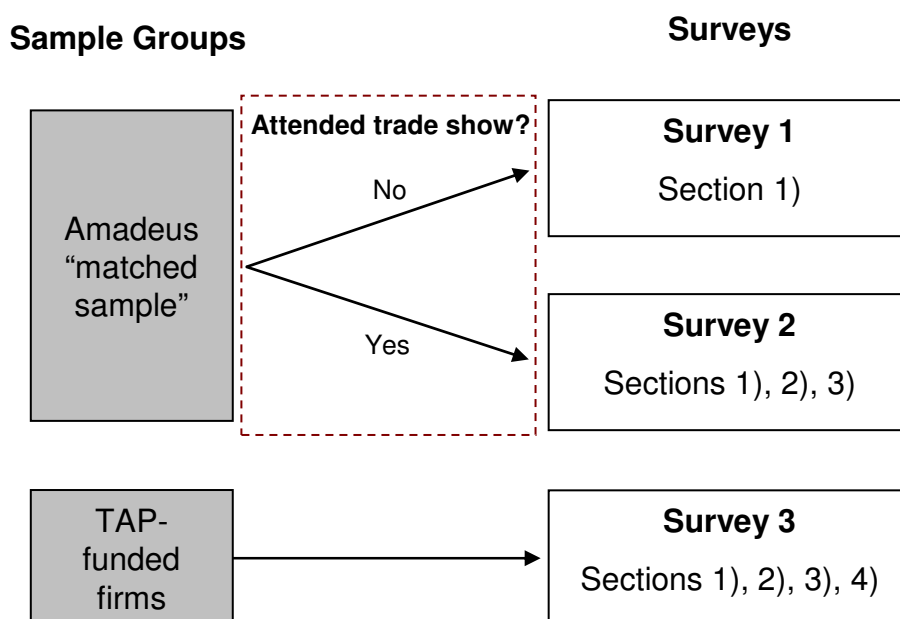 Sample Groups
Surveys
Attended trade show?
No
Yes
Amadeus
“matched
sample”
Survey 1
Section 1)
Survey 2
Sections 1), 2), 3)
TAP-
funded
firms
Survey 3
Sections 1), 2), 3), 4)